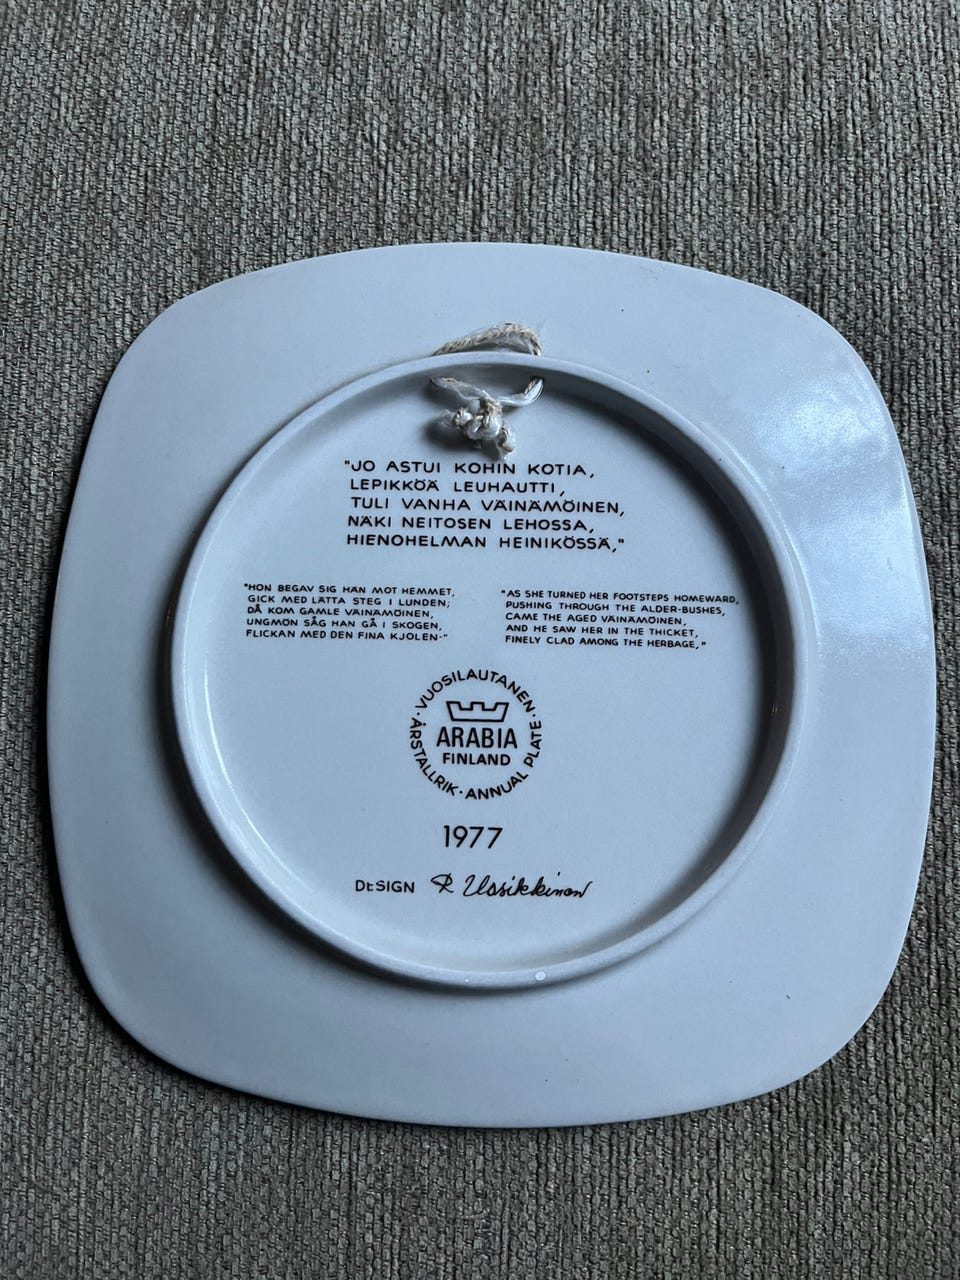 "JO ASTUI KOHIN KOTIA,
LEPIKKÖÄ LEUHAUTTI,
TULI VANHA VÄINÄMÖINEN,
NÄKI NEITOSEN LEHOSSA,
HIENOHELMAN HEINIKÖSSÄ,"
"HON BEGAV SIG HÄN MOT HEMMET,
GICK MED LÄTTA STEG I LUNDEN;
DÅ KOM GAMLE VÄINÄMÖINEN,
UNGMÖN SÅG HAN GÅ I SKOGEN,
FLICKAN MED DEN FINA KJOLEN-"
"AS SHE TURNED HER FOOTSTEPS HOMEWARD,
PUSHING THROUGH THE ALDER-BUSHES,
CAME THE AGED VÄINÄMÖINEN,
AND HE SAW HER IN THE THICKET,
FINELY CLAD AMONG THE HERBAGE,"
· VUOSILAUTANEN · ÅRSTALLRIK · ANNUAL PLATE
ARABIA
FINLAND
1977
DESIGN R Uosikkinen